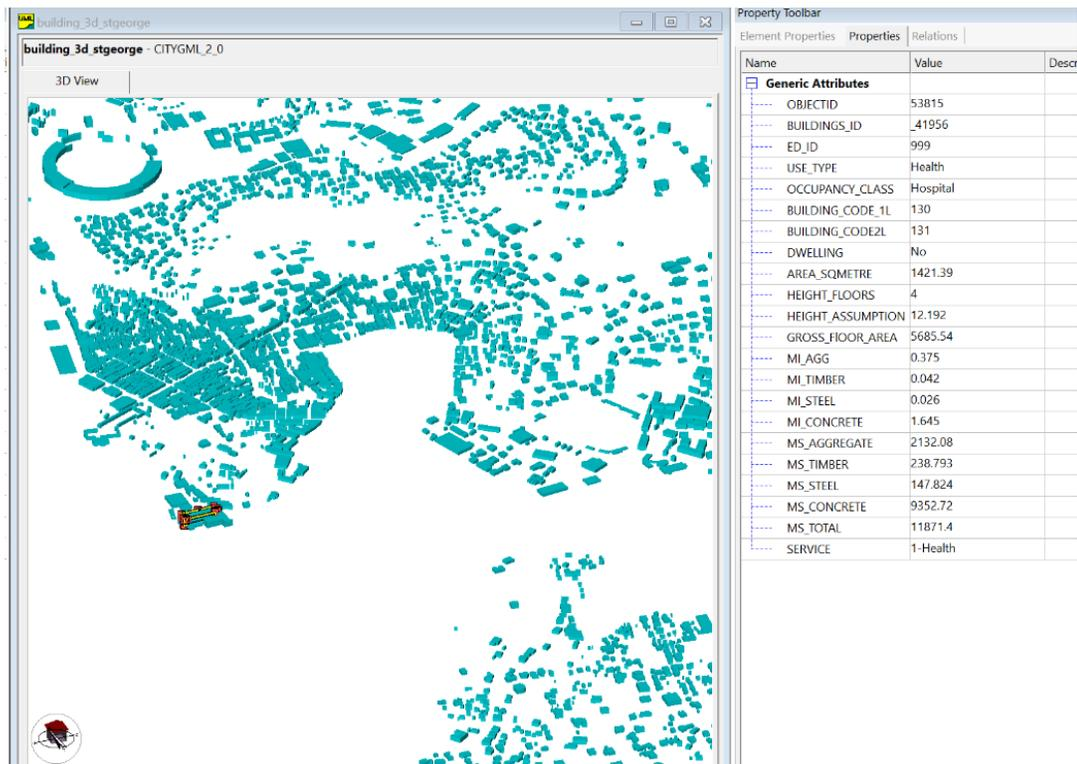 building_3d_stgeorge
building_3d_stgeorge - CITYGML_2_0
3D View
Property Toolbar
Element Properties Properties Relations
Name Value Descr
Generic Attributes
OBJECTID 53815
BUILDINGS_ID _41956
ED_ID 999
USE_TYPE Health
OCCUPANCY_CLASS Hospital
BUILDING_CODE_1L 130
BUILDING_CODE2L 131
DWELLING No
AREA_SQMETRE 1421.39
HEIGHT_FLOORS 4
HEIGHT_ASSUMPTION 12.192
GROSS_FLOOR_AREA 5685.54
MI_AGG 0.375
MI_TIMBER 0.042
MI_STEEL 0.026
MI_CONCRETE 1.645
MS_AGGREGATE 2132.08
MS_TIMBER 238.793
MS_STEEL 147.824
MS_CONCRETE 9352.72
MS_TOTAL 11871.4
SERVICE 1-Health